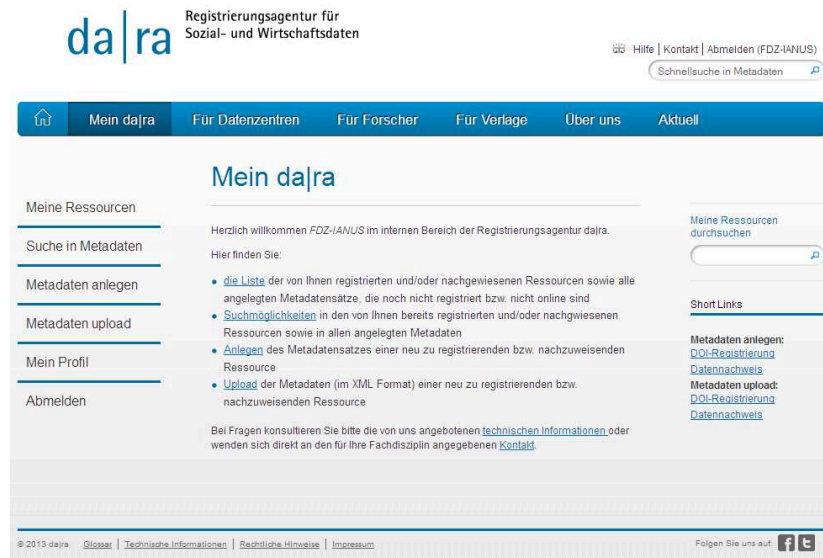 da|ra
Registrierungsagentur für
Sozial- und Wirtschaftsdaten
Hilfe | Kontakt | Abmelden (FDZ-IANUS)
Schnellsuche in Metadaten
Mein da|ra Für Datenzentren Für Forscher Für Verlage Über uns Aktuell
Meine Ressourcen
Suche in Metadaten
Metadaten anlegen
Metadaten upload
Mein Profil
Abmelden
Mein da|ra
Herzlich willkommen FDZ-IANUS im internen Bereich der Registrierungsagentur da|ra.
Hier finden Sie:
• die Liste der von Ihnen registrierten und/oder nachgewiesenen Ressourcen sowie alle
angelegten Metadatensätze, die noch nicht registriert bzw. nicht online sind
• Suchmöglichkeiten in den von Ihnen bereits registrierten und/oder nachgwiesenen
Ressourcen sowie in allen angelegten Metadaten
• Anlegen des Metadatensatzes einer neu zu registrierenden bzw. nachzuweisenden
Ressource
• Upload der Metadaten (im XML Format) einer neu zu registrierenden bzw.
nachzuweisenden Ressource
Bei Fragen konsultieren Sie bitte die von uns angebotenen technischen Informationen oder
wenden sich direkt an den für Ihre Fachdisziplin angegebenen Kontakt.
Meine Ressourcen
durchsuchen
Short Links
Metadaten anlegen:
DOI-Registrierung
Datennachweis
Metadaten upload:
DOI-Registrierung
Datennachweis
© 2013 da|ra Glossar | Technische Informationen | Rechtliche Hinweise | Impressum
Folgen Sie uns auf: